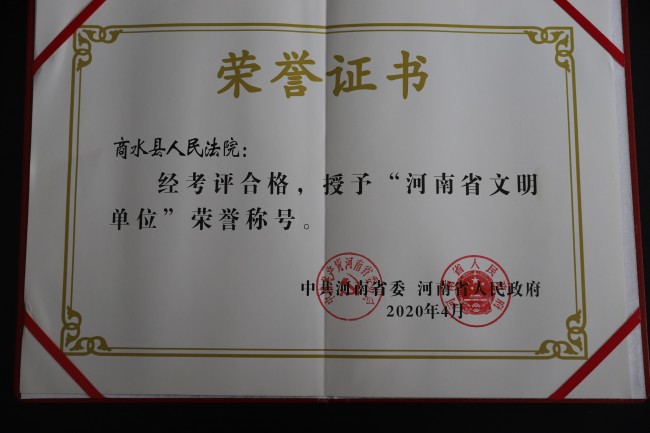 荣誉证书
商水县人民法院：
经考评合格，授予“河南省文明
单位”荣誉称号。
中共河南省委 河南省人民政府
2020年4月